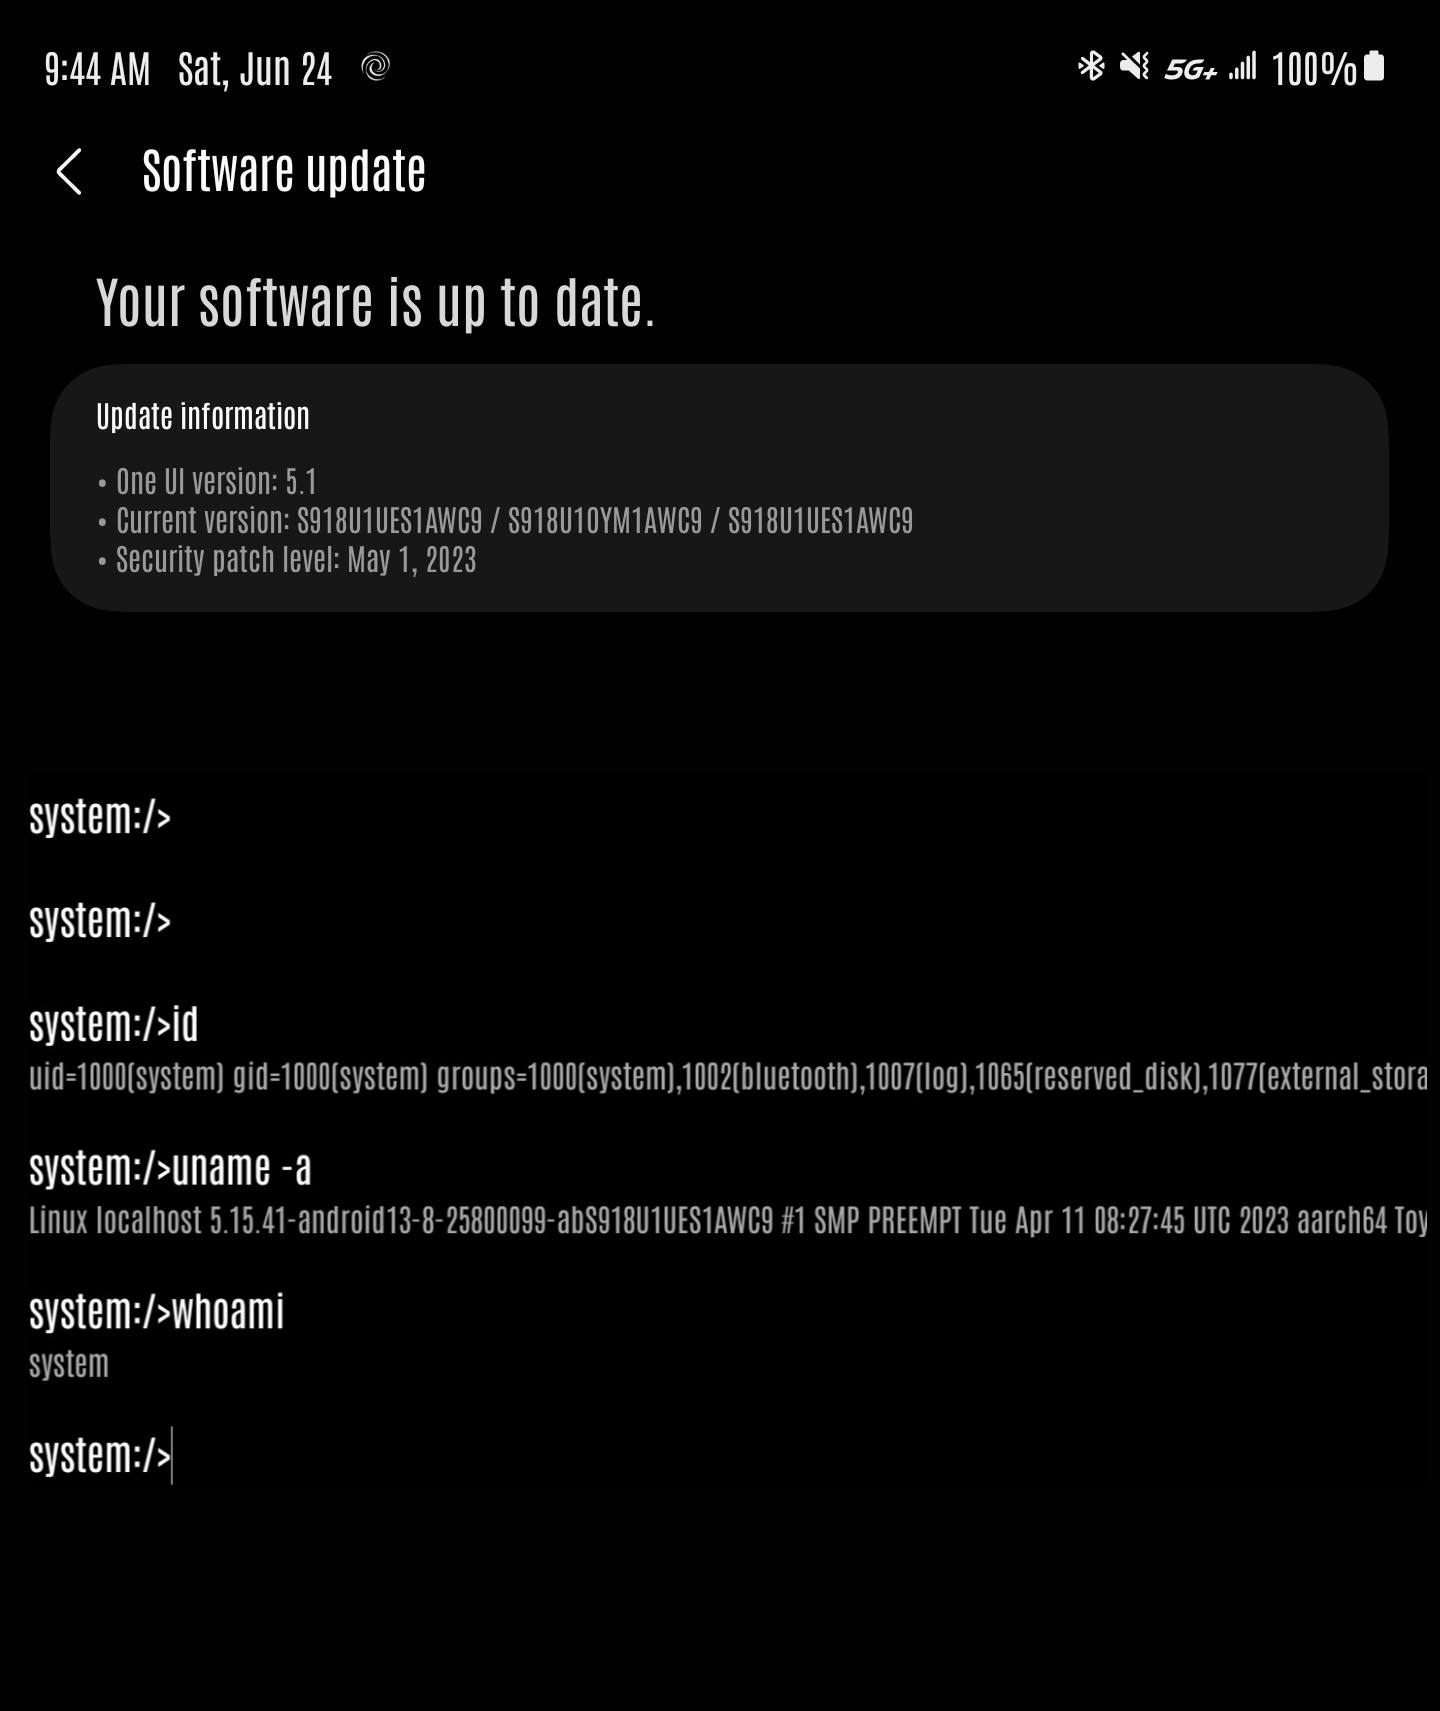 9:44 AM Sat, Jun 24 5G+ 100%
Software update
Your software is up to date.
Update information
• One UI version: 5.1
• Current version: S918U1UES1AWC9 / S918U1OYM1AWC9 / S918U1UES1AWC9
• Security patch level: May 1, 2023
system:/>
system:/>
system:/>id
uid=1000(system) gid=1000(system) groups=1000(system),1002(bluetooth),1007(log),1065(reserved_disk),1077(external_stora
system:/>uname -a
Linux localhost 5.15.41-android13-8-25800099-abS918U1UES1AWC9 #1 SMP PREEMPT Tue Apr 11 08:27:45 UTC 2023 aarch64 Toy
system:/>whoami
system
system:/>